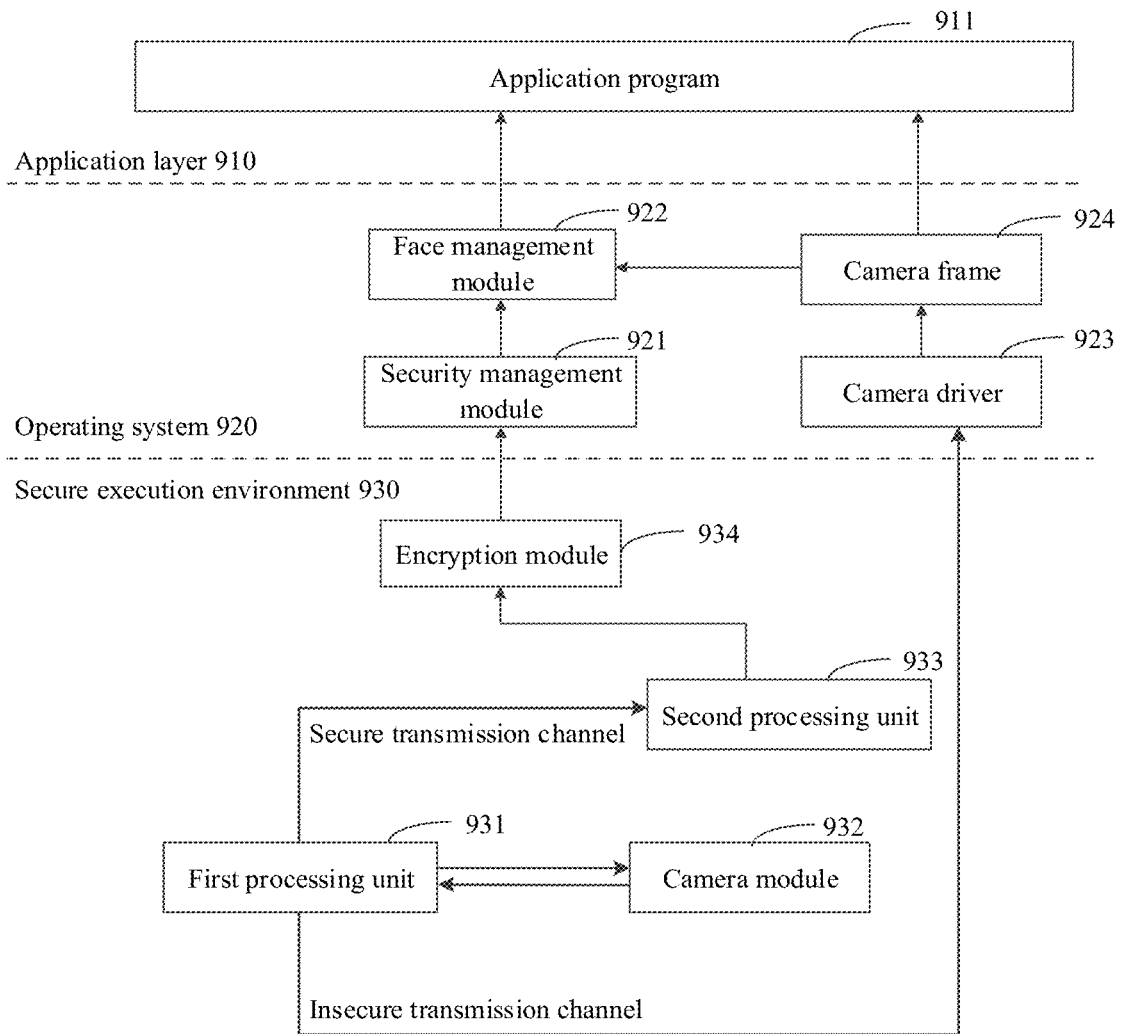 911
Application program
Application layer 910
922
Face management
module
924
Camera frame
921
Security management
module
923
Camera driver
Operating system 920
Secure execution environment 930
Encryption module
934
933
Second processing unit
Secure transmission channel
931
First processing unit
932
Camera module
Insecure transmission channel